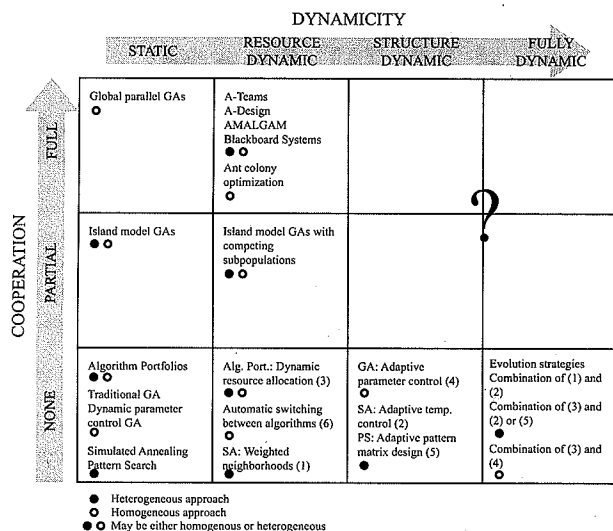 DYNAMICITY
STATIC
RESOURCE
DYNAMIC
STRUCTURE
DYNAMIC
FULLY
DYNAMIC
COOPERATION
FULL
Global parallel GAs
A-Teams
A-Design
AMALGAM
Blackboard Systems
Ant colony
optimization
?
PARTIAL
Island model GAs
Island model GAs with
competing
subpopulations
NONE
Algorithm Portfolios
Traditional GA
Dynamic parameter
control GA
Simulated Annealing
Pattern Search
Alg. Port.: Dynamic
resource allocation (3)
Automatic switching
between algorithms (6)
SA: Weighted
neighborhoods (1)
GA: Adaptive
parameter control (4)
SA: Adaptive temp.
control (2)
PS: Adaptive pattern
matrix design (5)
Evolution strategies
Combination of (1) and
(2)
Combination of (3) and
(2) or (5)
Combination of (3) and
(4)
Heterogeneous approach
Homogeneous approach
May be either homogenous or heterogeneous